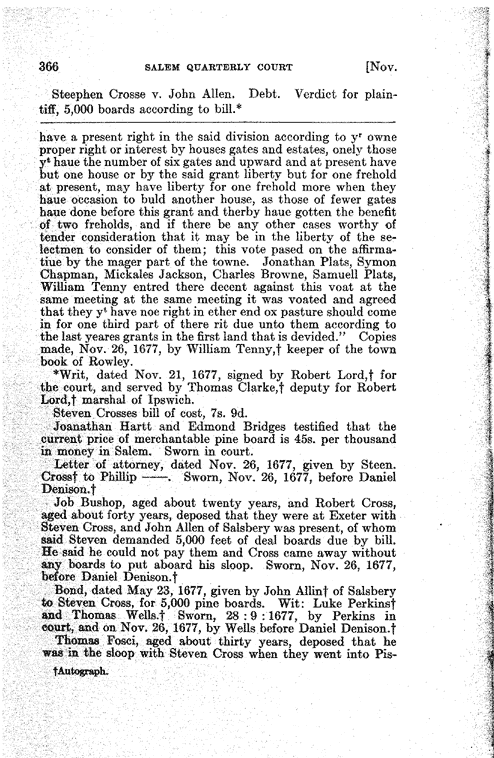 366 SALEM QUARTERLY COURT [Nov.
Steephen Crosse v. John Allen. Debt. Verdict for plain-
tiff, 5,000 boards according to bill.*
have a present right in the said division according to yʳ owne
proper right or interest by houses gates and estates, onely those
yᵗ haue the number of six gates and upward and at present have
but one house or by the said grant liberty but for one frehold
at present, may have liberty for one frehold more when they
haue occasion to buld another house, as those of fewer gates
haue done before this grant and therby haue gotten the benefit
of two freholds, and if there be any other cases worthy of
tender consideration that it may be in the liberty of the se-
lectmen to consider of them; this vote pased on the affirma-
tiue by the mager part of the towne. Jonathan Plats, Symon
Chapman, Mickales Jackson, Charles Browne, Samuell Plats,
William Tenny entred there decent against this voat at the
same meeting at the same meeting it was voated and agreed
that they yᵗ have noe right in ether end ox pasture should come
in for one third part of there rit due unto them according to
the last yeares grants in the first land that is devided." Copies
made, Nov. 26, 1677, by William Tenny,† keeper of the town
book of Rowley.
*Writ, dated Nov. 21, 1677, signed by Robert Lord,† for
the court, and served by Thomas Clarke,† deputy for Robert
Lord,† marshal of Ipswich.
Steven Crosses bill of cost, 7s. 9d.
Joanathan Hartt and Edmond Bridges testified that the
current price of merchantable pine board is 45s. per thousand
in money in Salem. Sworn in court.
Letter of attorney, dated Nov. 26, 1677, given by Steen.
Cross† to Phillip ——. Sworn, Nov. 26, 1677, before Daniel
Denison.†
Job Bushop, aged about twenty years, and Robert Cross,
aged about forty years, deposed that they were at Exeter with
Steven Cross, and John Allen of Salsbery was present, of whom
said Steven demanded 5,000 feet of deal boards due by bill.
He said he could not pay them and Cross came away without
any boards to put aboard his sloop. Sworn, Nov. 26, 1677,
before Daniel Denison.†
Bond, dated May 23, 1677, given by John Allin† of Salsbery
to Steven Cross, for 5,000 pine boards. Wit: Luke Perkins†
and Thomas Wells.† Sworn, 28 : 9 : 1677, by Perkins in
court, and on Nov. 26, 1677, by Wells before Daniel Denison.†
Thomas Fosci, aged about thirty years, deposed that he
was in the sloop with Steven Cross when they went into Pis-
†Autograph.